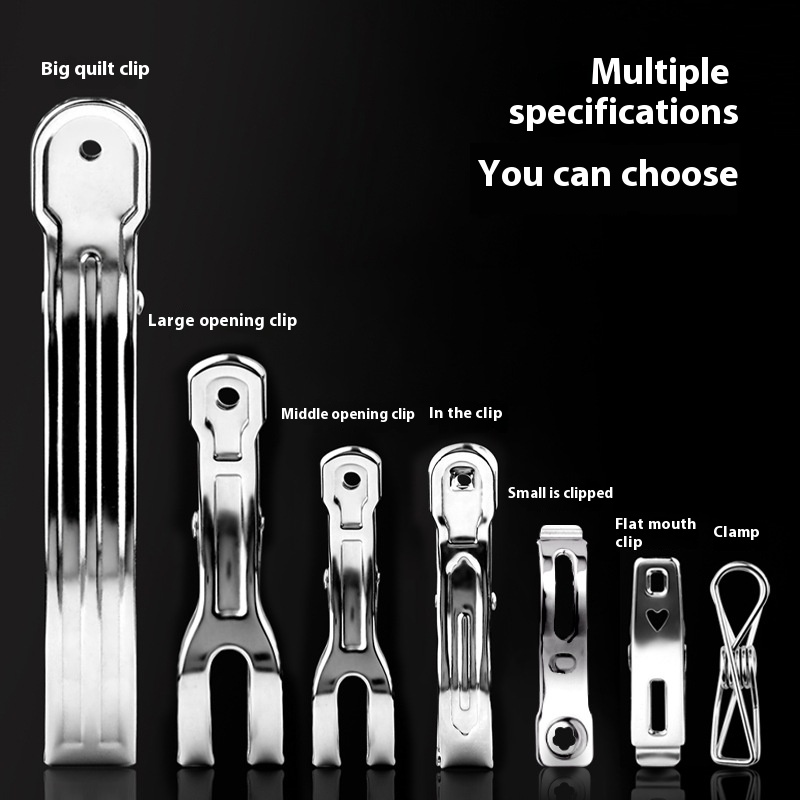 Big quilt clip
Multiple
specifications
You can choose
Large opening clip
Middle opening clip
In the clip
Small is clipped
Flat mouth
clip
Clamp